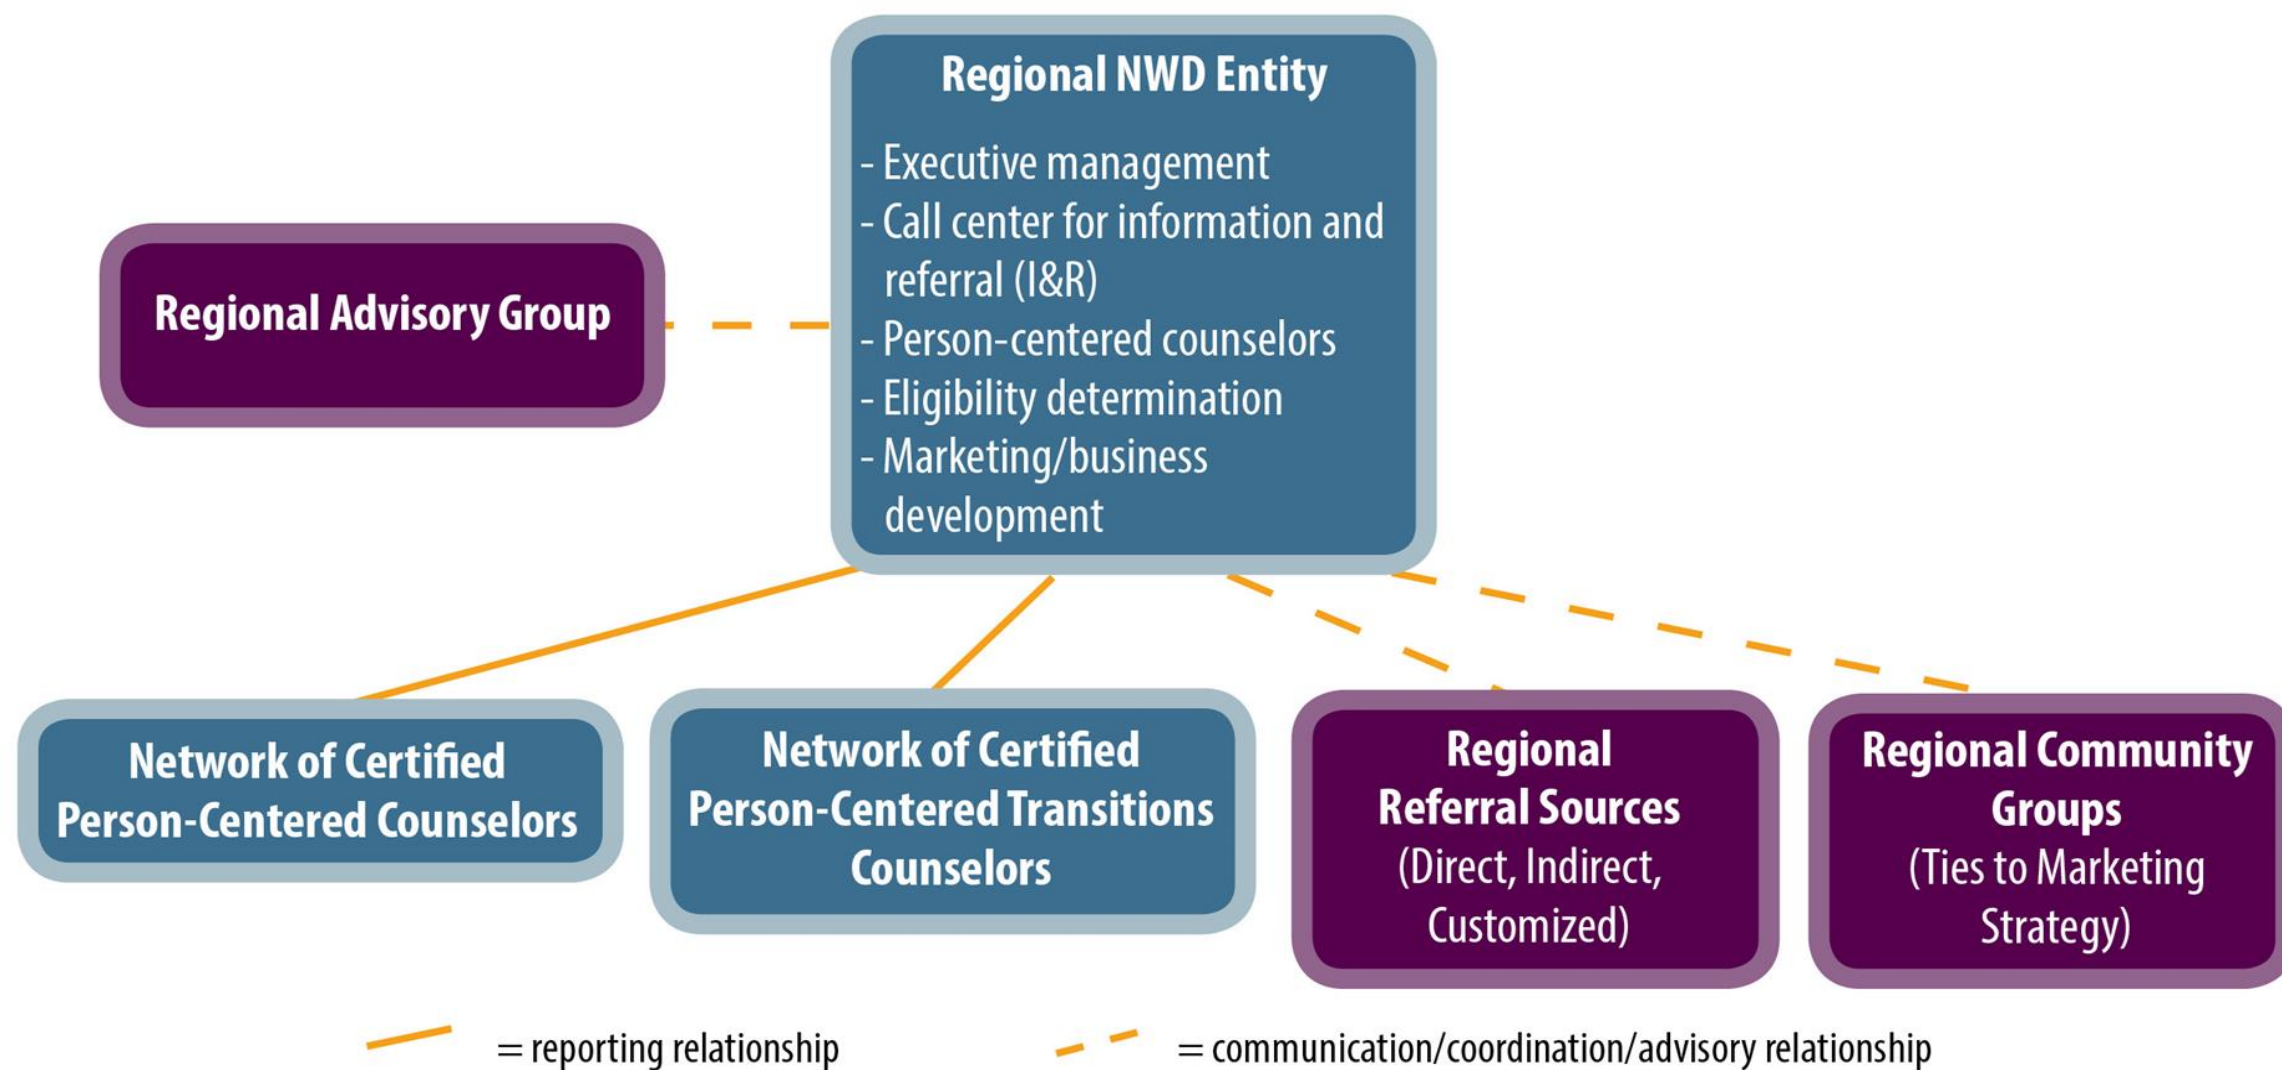 Regional NWD Entity
- Executive management
- Call center for information and
referral (I&R)
- Person-centered counselors
- Eligibility determination
- Marketing/business
development
Regional Advisory Group
Network of Certified
Person-Centered Counselors
Network of Certified
Person-Centered Transitions
Counselors
Regional
Referral Sources
(Direct, Indirect,
Customized)
Regional Community
Groups
(Ties to Marketing
Strategy)
= reporting relationship
= communication/coordination/advisory relationship